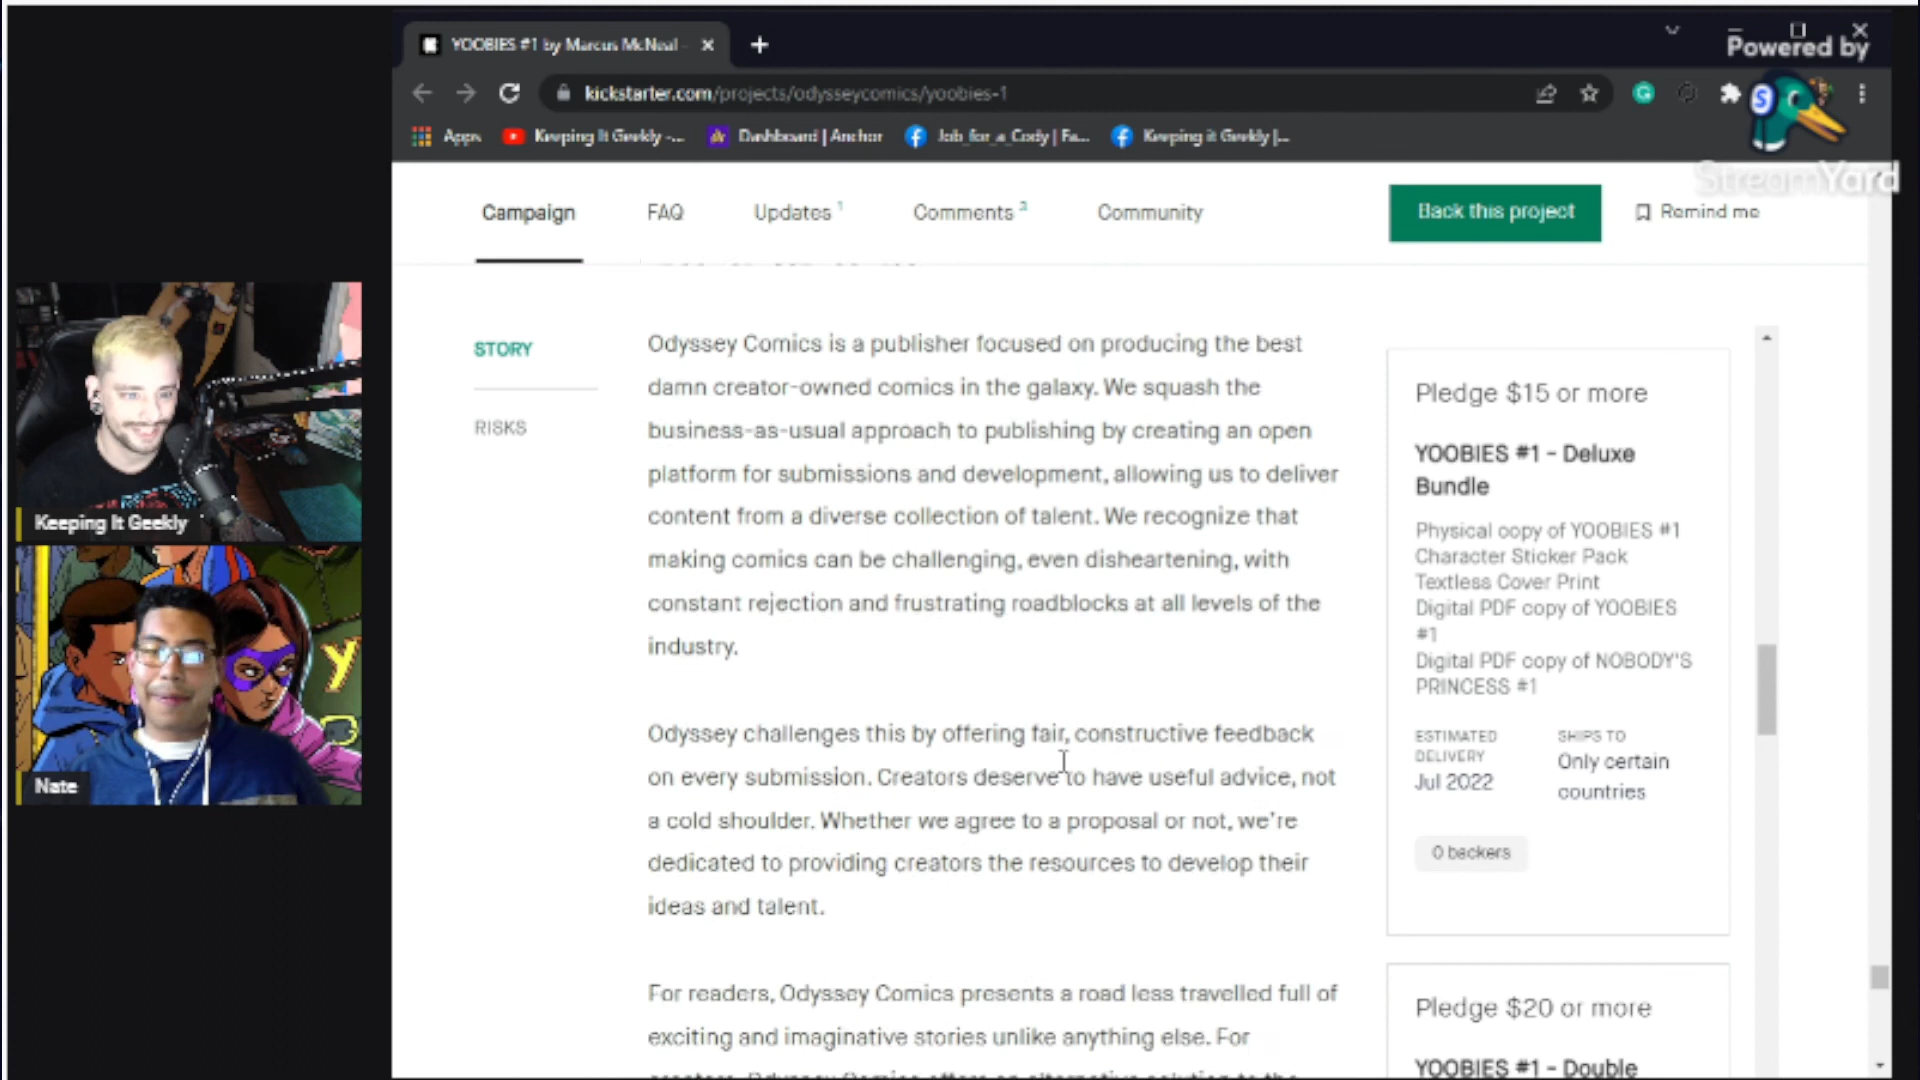 YOOBIES #1 by Marcus McNeal -
Powered by
kickstarter.com/projects/odysseycomics/yoobies-1
Apps
Keeping It Geekly -...
Dashboard | Anchor
Job_for_a_Cody | Fa...
Keeping it Geekly |...
StreamYard
Campaign
FAQ
Updates 1
Comments
Community
Back this project
Remind me
STORY
RISKS
Odyssey Comics is a publisher focused on producing the best
damn creator-owned comics in the galaxy. We squash the
business-as-usual approach to publishing by creating an open
platform for submissions and development, allowing us to deliver
content from a diverse collection of talent. We recognize that
making comics can be challenging, even disheartening, with
constant rejection and frustrating roadblocks at all levels of the
industry.
Odyssey challenges this by offering fair, constructive feedback
on every submission. Creators deserve to have useful advice, not
a cold shoulder. Whether we agree to a proposal or not, we're
dedicated to providing creators the resources to develop their
ideas and talent.
For readers, Odyssey Comics presents a road less travelled full of
exciting and imaginative stories unlike anything else. For
Pledge $15 or more
YOOBIES #1 - Deluxe
Bundle
Physical copy of YOOBIES #1
Character Sticker Pack
Textless Cover Print
Digital PDF copy of YOOBIES
#1
Digital PDF copy of NOBODY'S
PRINCESS #1
ESTIMATED
DELIVERY
Jul 2022
SHIPS TO
Only certain
countries
0 backers
Pledge $20 or more
YOOBIES #1 - Double
Keeping It Geekly
Nate